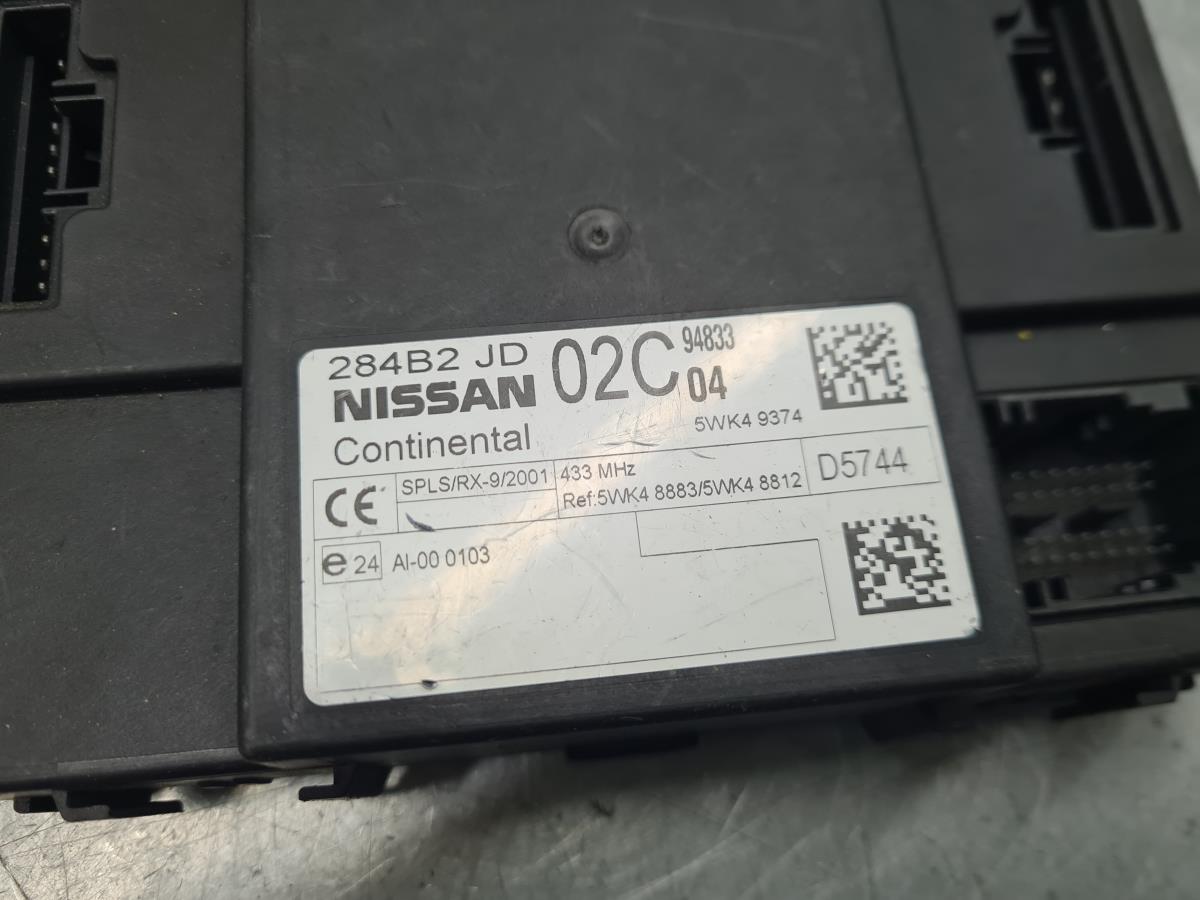 284B2 JD
NISSAN
02C
94833
04
Continental
5WK4 9374
CE
SPLS/RX-9/2001
433 MHz
Ref:5WK4 8883/5WK4 8812
D5744
e 24
AI-00 0103